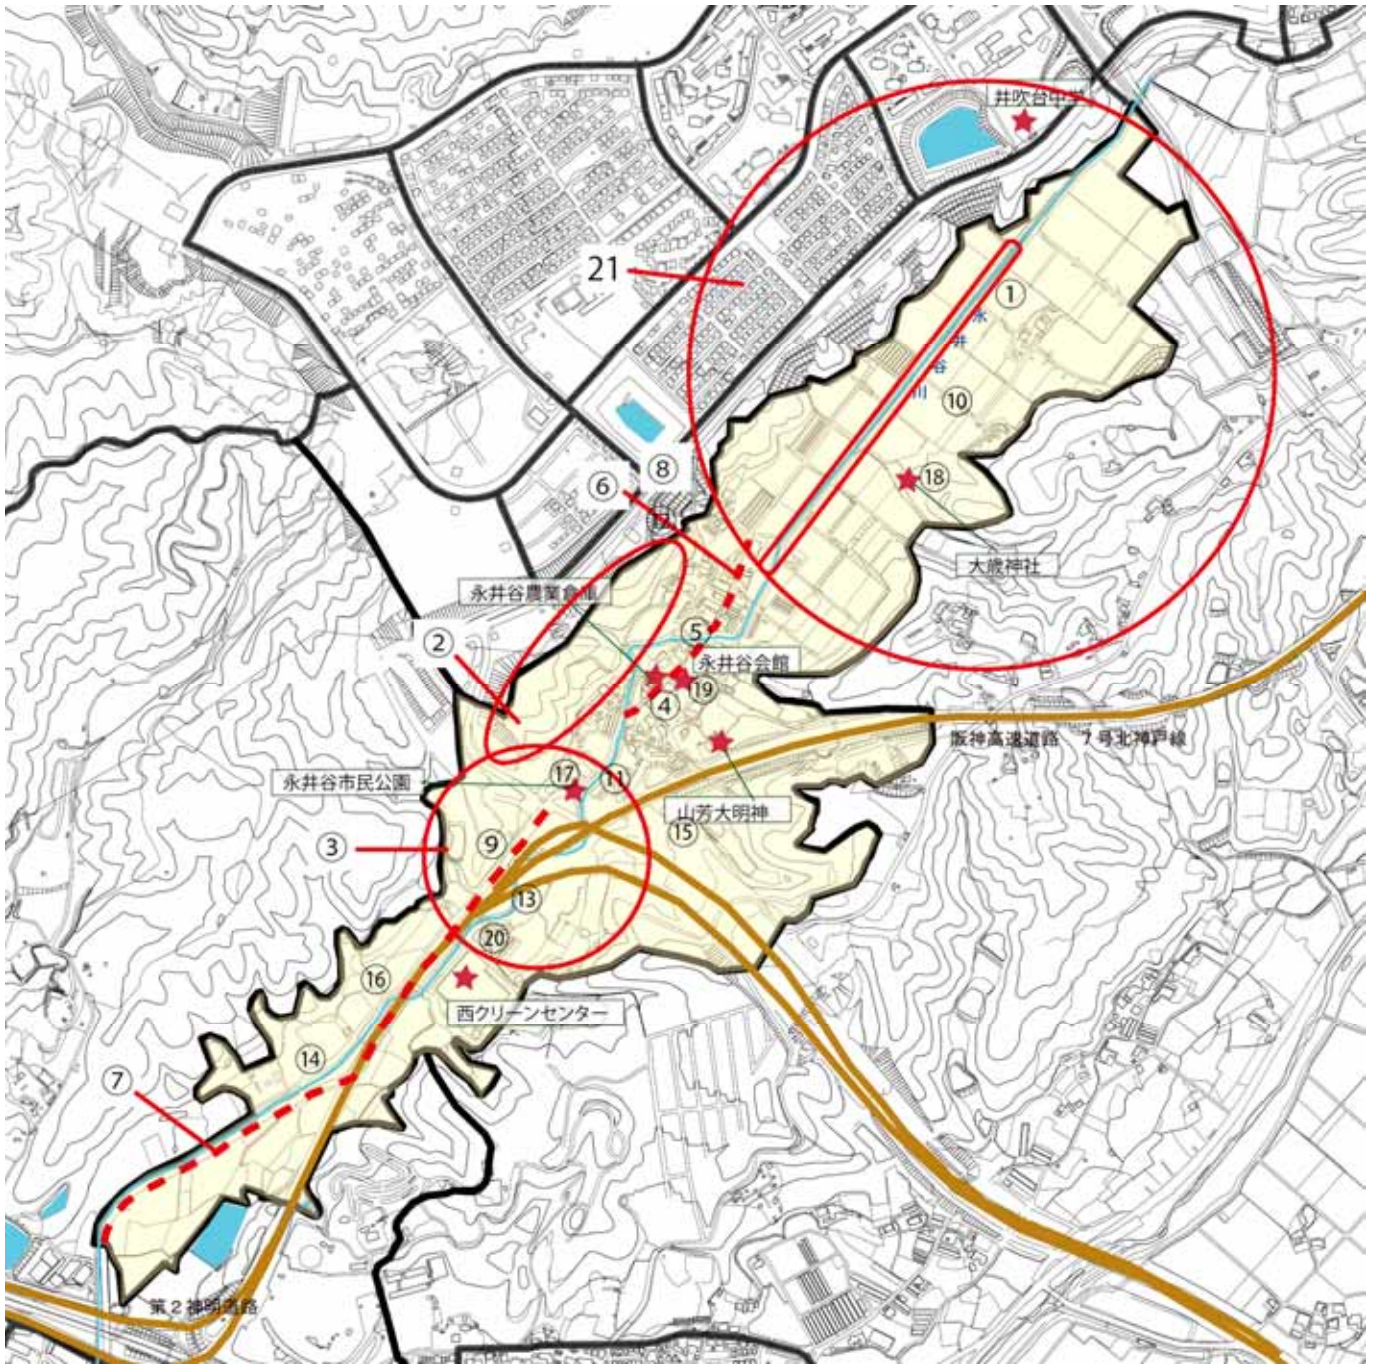 井吹台中学
21
①
永井谷川
⑩
⑧
⑥
⑱
大歳神社
永井谷農業倉庫
②
⑤
永井谷会館
④
⑲
阪神高速道路 7号北神戸線
永井谷市民公園
⑰
⑪
山芳大明神
⑮
③
⑨
⑬
⑳
⑯
西クリーンセンター
⑭
⑦
第2神明道路